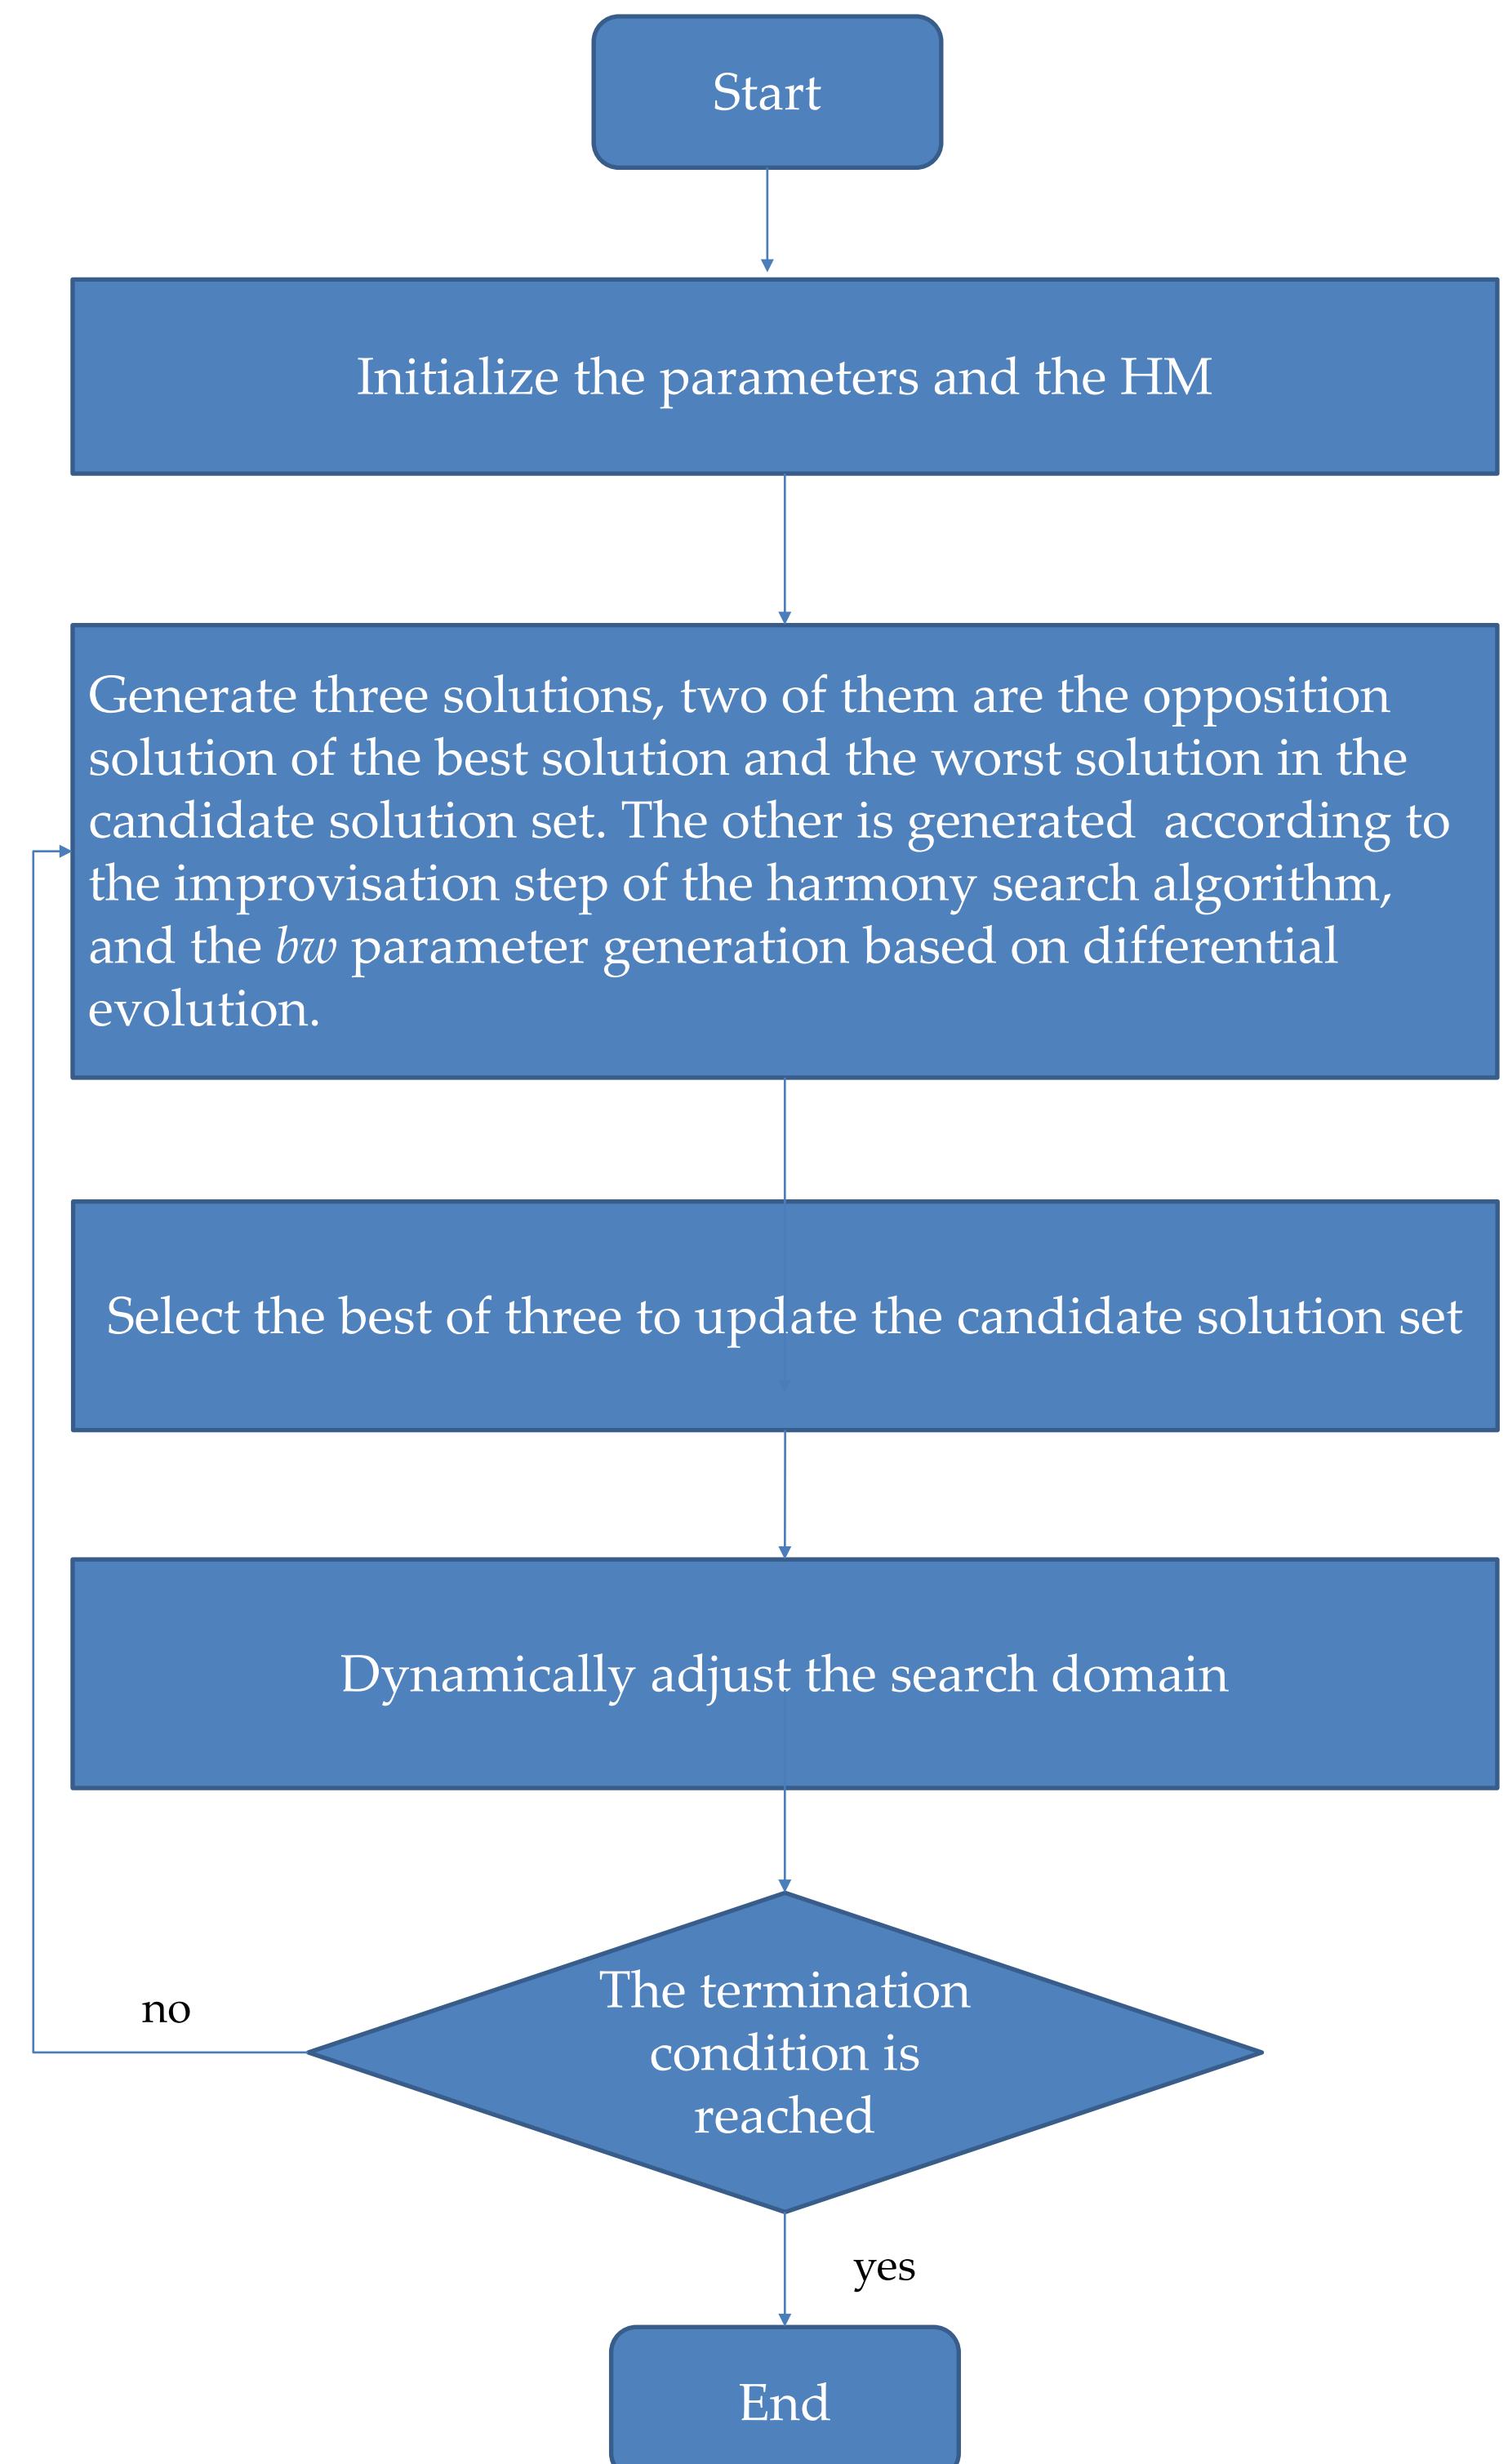 Start
Initialize the parameters and the HM
Generate three solutions, two of them are the opposition
solution of the best solution and the worst solution in the
candidate solution set. The other is generated  according to
the improvisation step of the harmony search algorithm,
and the bw parameter generation based on differential
evolution.
Select the best of three to update the candidate solution set
Dynamically adjust the search domain
The termination
condition is
reached
no
yes
End